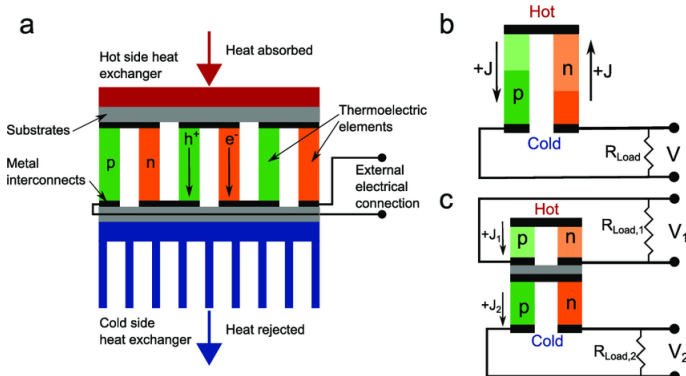 a
Hot side heat
exchanger
Heat absorbed
Substrates
Metal
interconnects
Thermoelectric
elements
p
n
h+
e-
External
electrical
connection
Cold side
heat exchanger
Heat rejected
b
Hot
+J
p
n
+J
Cold
RLoad
V
c
Hot
+J1
p
n
RLoad,1
V1
+J2
p
n
Cold
RLoad,2
V2